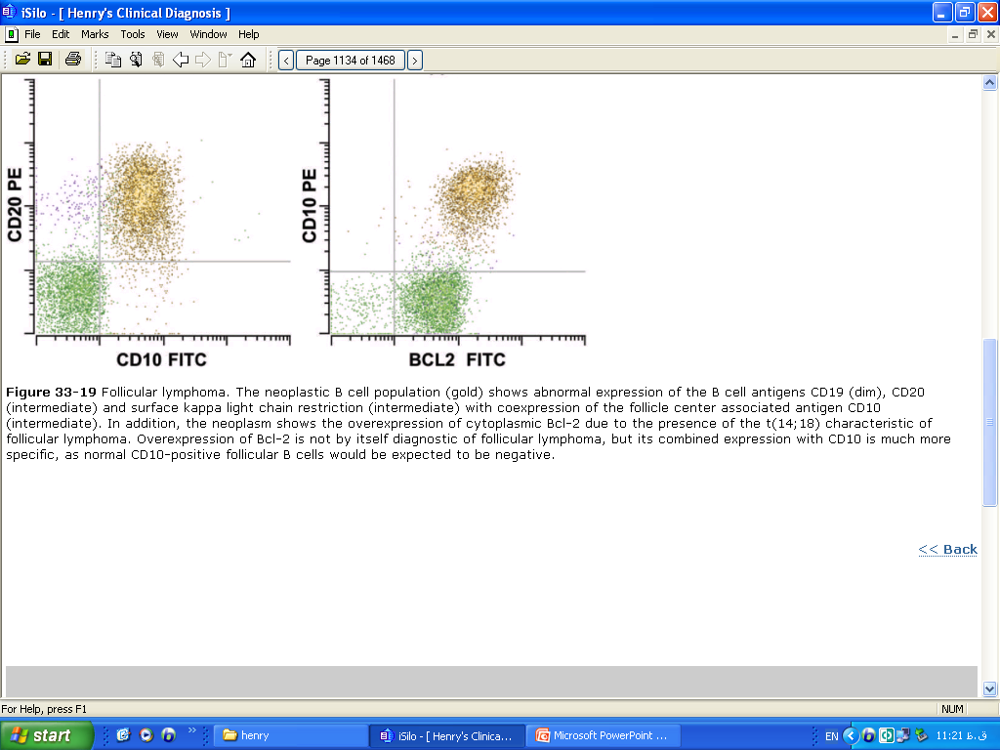 iSilo - [ Henry's Clinical Diagnosis ]
File Edit Marks Tools View Window Help
< Page 1134 of 1468 >
CD20 PE
CD10 FITC
CD10 PE
BCL2 FITC
Figure 33-19 Follicular lymphoma. The neoplastic B cell population (gold) shows abnormal expression of the B cell antigens CD19 (dim), CD20
(intermediate) and surface kappa light chain restriction (intermediate) with coexpression of the follicle center associated antigen CD10
(intermediate). In addition, the neoplasm shows the overexpression of cytoplasmic Bcl-2 due to the presence of the t(14;18) characteristic of
follicular lymphoma. Overexpression of Bcl-2 is not by itself diagnostic of follicular lymphoma, but its combined expression with CD10 is much more
specific, as normal CD10-positive follicular B cells would be expected to be negative.
<< Back
For Help, press F1 NUM
start » henry iSilo - [ Henry's Clinica... Microsoft PowerPoint ... EN 11:21 ق.ظ